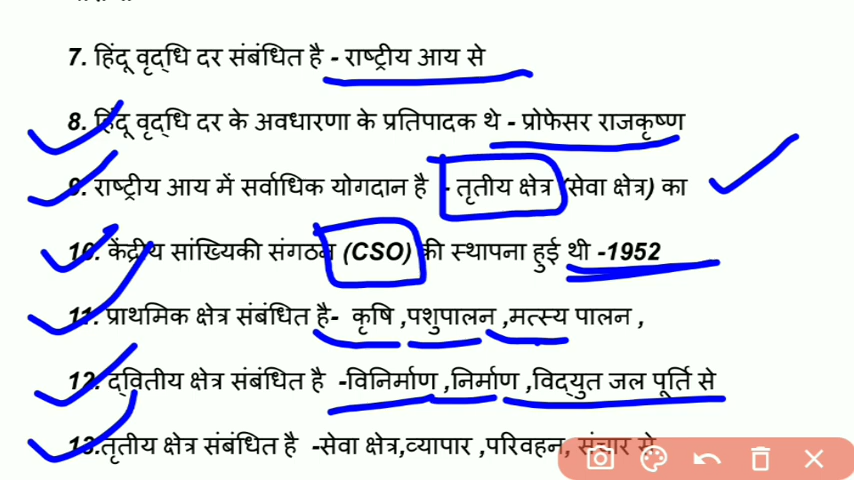 7. हिंदू वृद्धि दर संबंधित है - राष्ट्रीय आय से
8. हिंदू वृद्धि दर के अवधारणा के प्रतिपादक थे - प्रोफेसर राजकृष्ण
9. राष्ट्रीय आय में सर्वाधिक योगदान है - तृतीय क्षेत्र (सेवा क्षेत्र) का
10. केंद्रीय सांख्यिकी संगठन (CSO) की स्थापना हुई थी -1952
11. प्राथमिक क्षेत्र संबंधित है- कृषि ,पशुपालन ,मत्स्य पालन ,
12. द्वितीय क्षेत्र संबंधित है -विनिर्माण ,निर्माण ,विद्युत जल पूर्ति से
13.तृतीय क्षेत्र संबंधित है -सेवा क्षेत्र,व्यापार ,परिवहन, संचार से